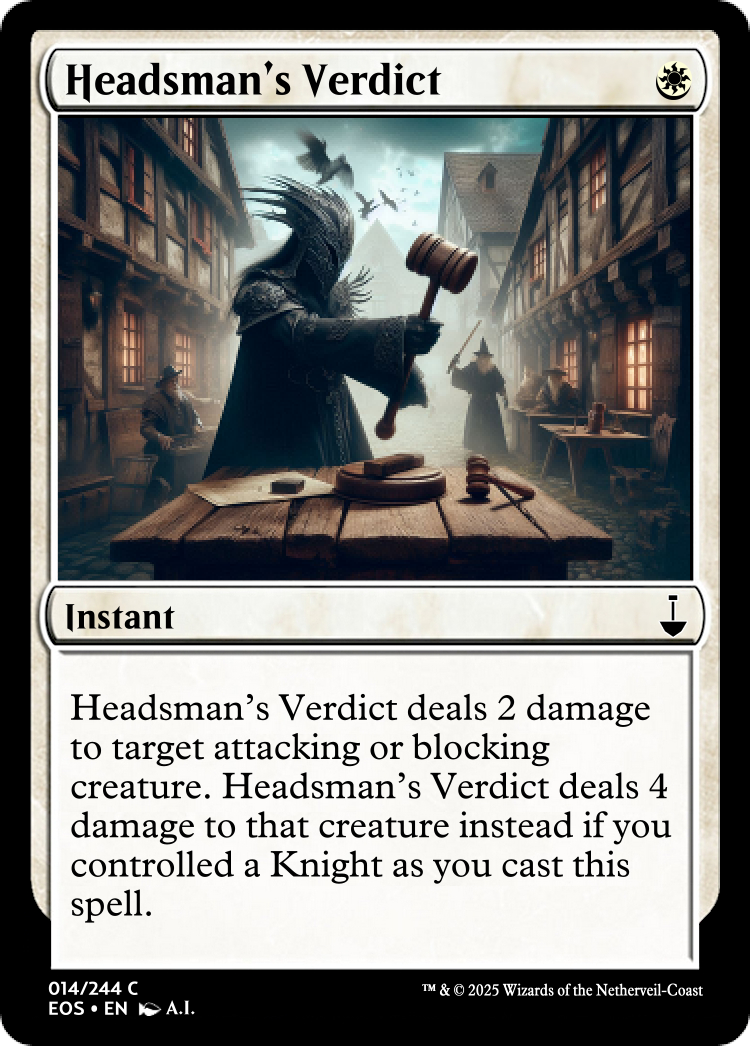 Headsman's Verdict
Instant
Headsman's Verdict deals 2 damage
to target attacking or blocking
creature. Headsman's Verdict deals 4
damage to that creature instead if you
controlled a Knight as you cast this
spell.
014/244 C
EOS • EN A.I.
™ & © 2025 Wizards of the Netherveil-Coast